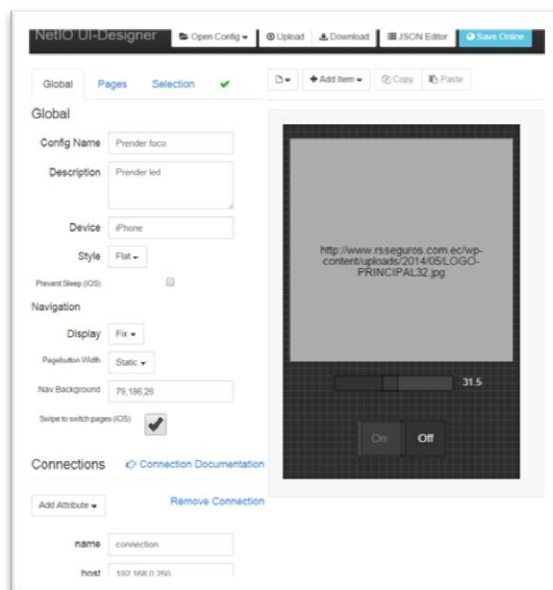 NetIO UI-Designer Open Config Upload Download JSON Editor Save Online
Global Pages Selection Add Item Copy Paste
Global
Config Name Prender foco
Description Prender led
Device iPhone
Style Flat
Prevent Sleep (iOS)
Navigation
Display Fix
Pagebutton Width Static
Nav Background 79,186,26
Swipe to switch pages (iOS)
Connections Connection Documentation
Add Attribute Remove Connection
name connection
host 192.168.0.250
http://www.rsseguros.com.ec/wp-
content/uploads/2014/05/LOGO-
PRINCIPAL32.jpg
31.5
On Off